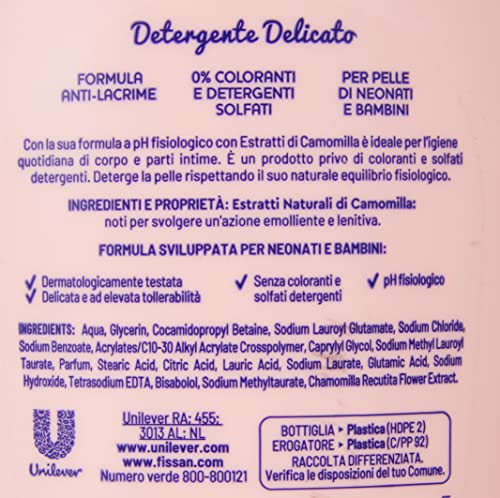 Detergente Delicato
FORMULA
ANTI-LACRIME
0% COLORANTI
E DETERGENTI
SOLFATI
PER PELLE
DI NEONATI
E BAMBINI
Con la sua formula a pH fisiologico con Estratti di Camomilla è ideale per l'igiene
quotidiana di corpo e parti intime. È un prodotto privo di coloranti e solfati
detergenti. Deterge la pelle rispettando il suo naturale equilibrio fisiologico.
INGREDIENTI E PROPRIETÀ: Estratti Naturali di Camomilla:
noti per svolgere un'azione emolliente e lenitiva.
FORMULA SVILUPPATA PER NEONATI E BAMBINI:
✓ Dermatologicamente testata
✓ Delicata e ad elevata tollerabilità
✓ Senza coloranti e
solfati detergenti
✓ pH fisiologico
INGREDIENTS: Aqua, Glycerin, Cocamidopropyl Betaine, Sodium Lauroyl Glutamate, Sodium Chloride,
Sodium Benzoate, Acrylates/C10-30 Alkyl Acrylate Crosspolymer, Caprylyl Glycol, Sodium Methyl Lauroyl
Taurate, Parfum, Stearic Acid, Citric Acid, Lauric Acid, Sodium Laurate, Glutamic Acid, Sodium
Hydroxide, Tetrasodium EDTA, Bisabolol, Sodium Methyltaurate, Chamomilla Recutita Flower Extract.
Unilever
Unilever RA; 455;
3013 AL; NL
www.unilever.com
www.fissan.com
Numero verde 800-800121
BOTTIGLIA ▸ Plastica (HDPE 2)
EROGATORE ▸ Plastica (C/PP 92)
RACCOLTA DIFFERENZIATA.
Verifica le disposizioni del tuo Comune.